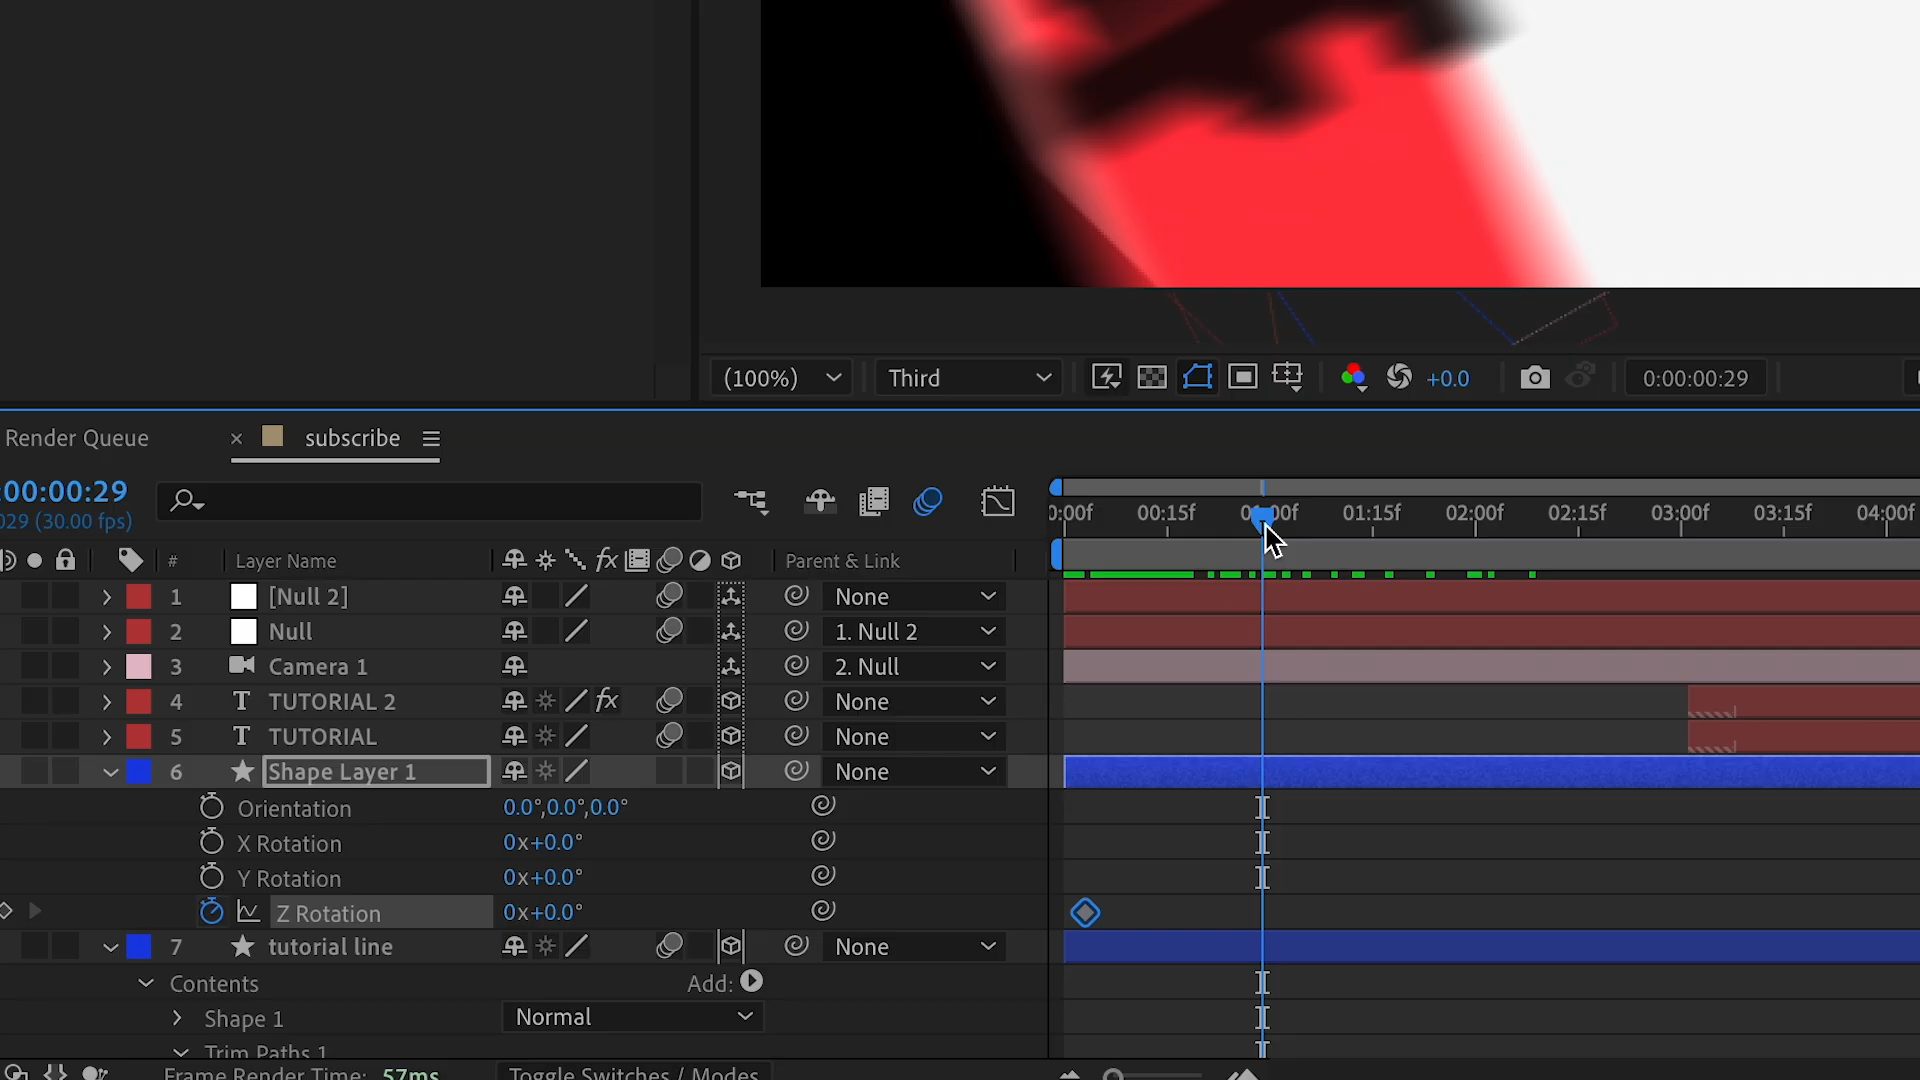 (100%) Third +0.0 0:00:00:29
Render Queue × subscribe
:00:00:29
029 (30.00 fps)
0:00f 00:15f 01:00f 01:15f 02:00f 02:15f 03:00f 03:15f 04:00f
# Layer Name fx Parent & Link
1 [Null 2] None
2 Null 1. Null 2
3 Camera 1 2. Null
4 T TUTORIAL 2 fx None
5 T TUTORIAL None
6 Shape Layer 1 None
Orientation 0.0°,0.0°,0.0°
X Rotation 0x+0.0°
Y Rotation 0x+0.0°
Z Rotation 0x+0.0°
7 tutorial line None
Contents Add:
Shape 1 Normal
Trim Paths 1
Frame Render Time: 57ms Toggle Switches / Modes